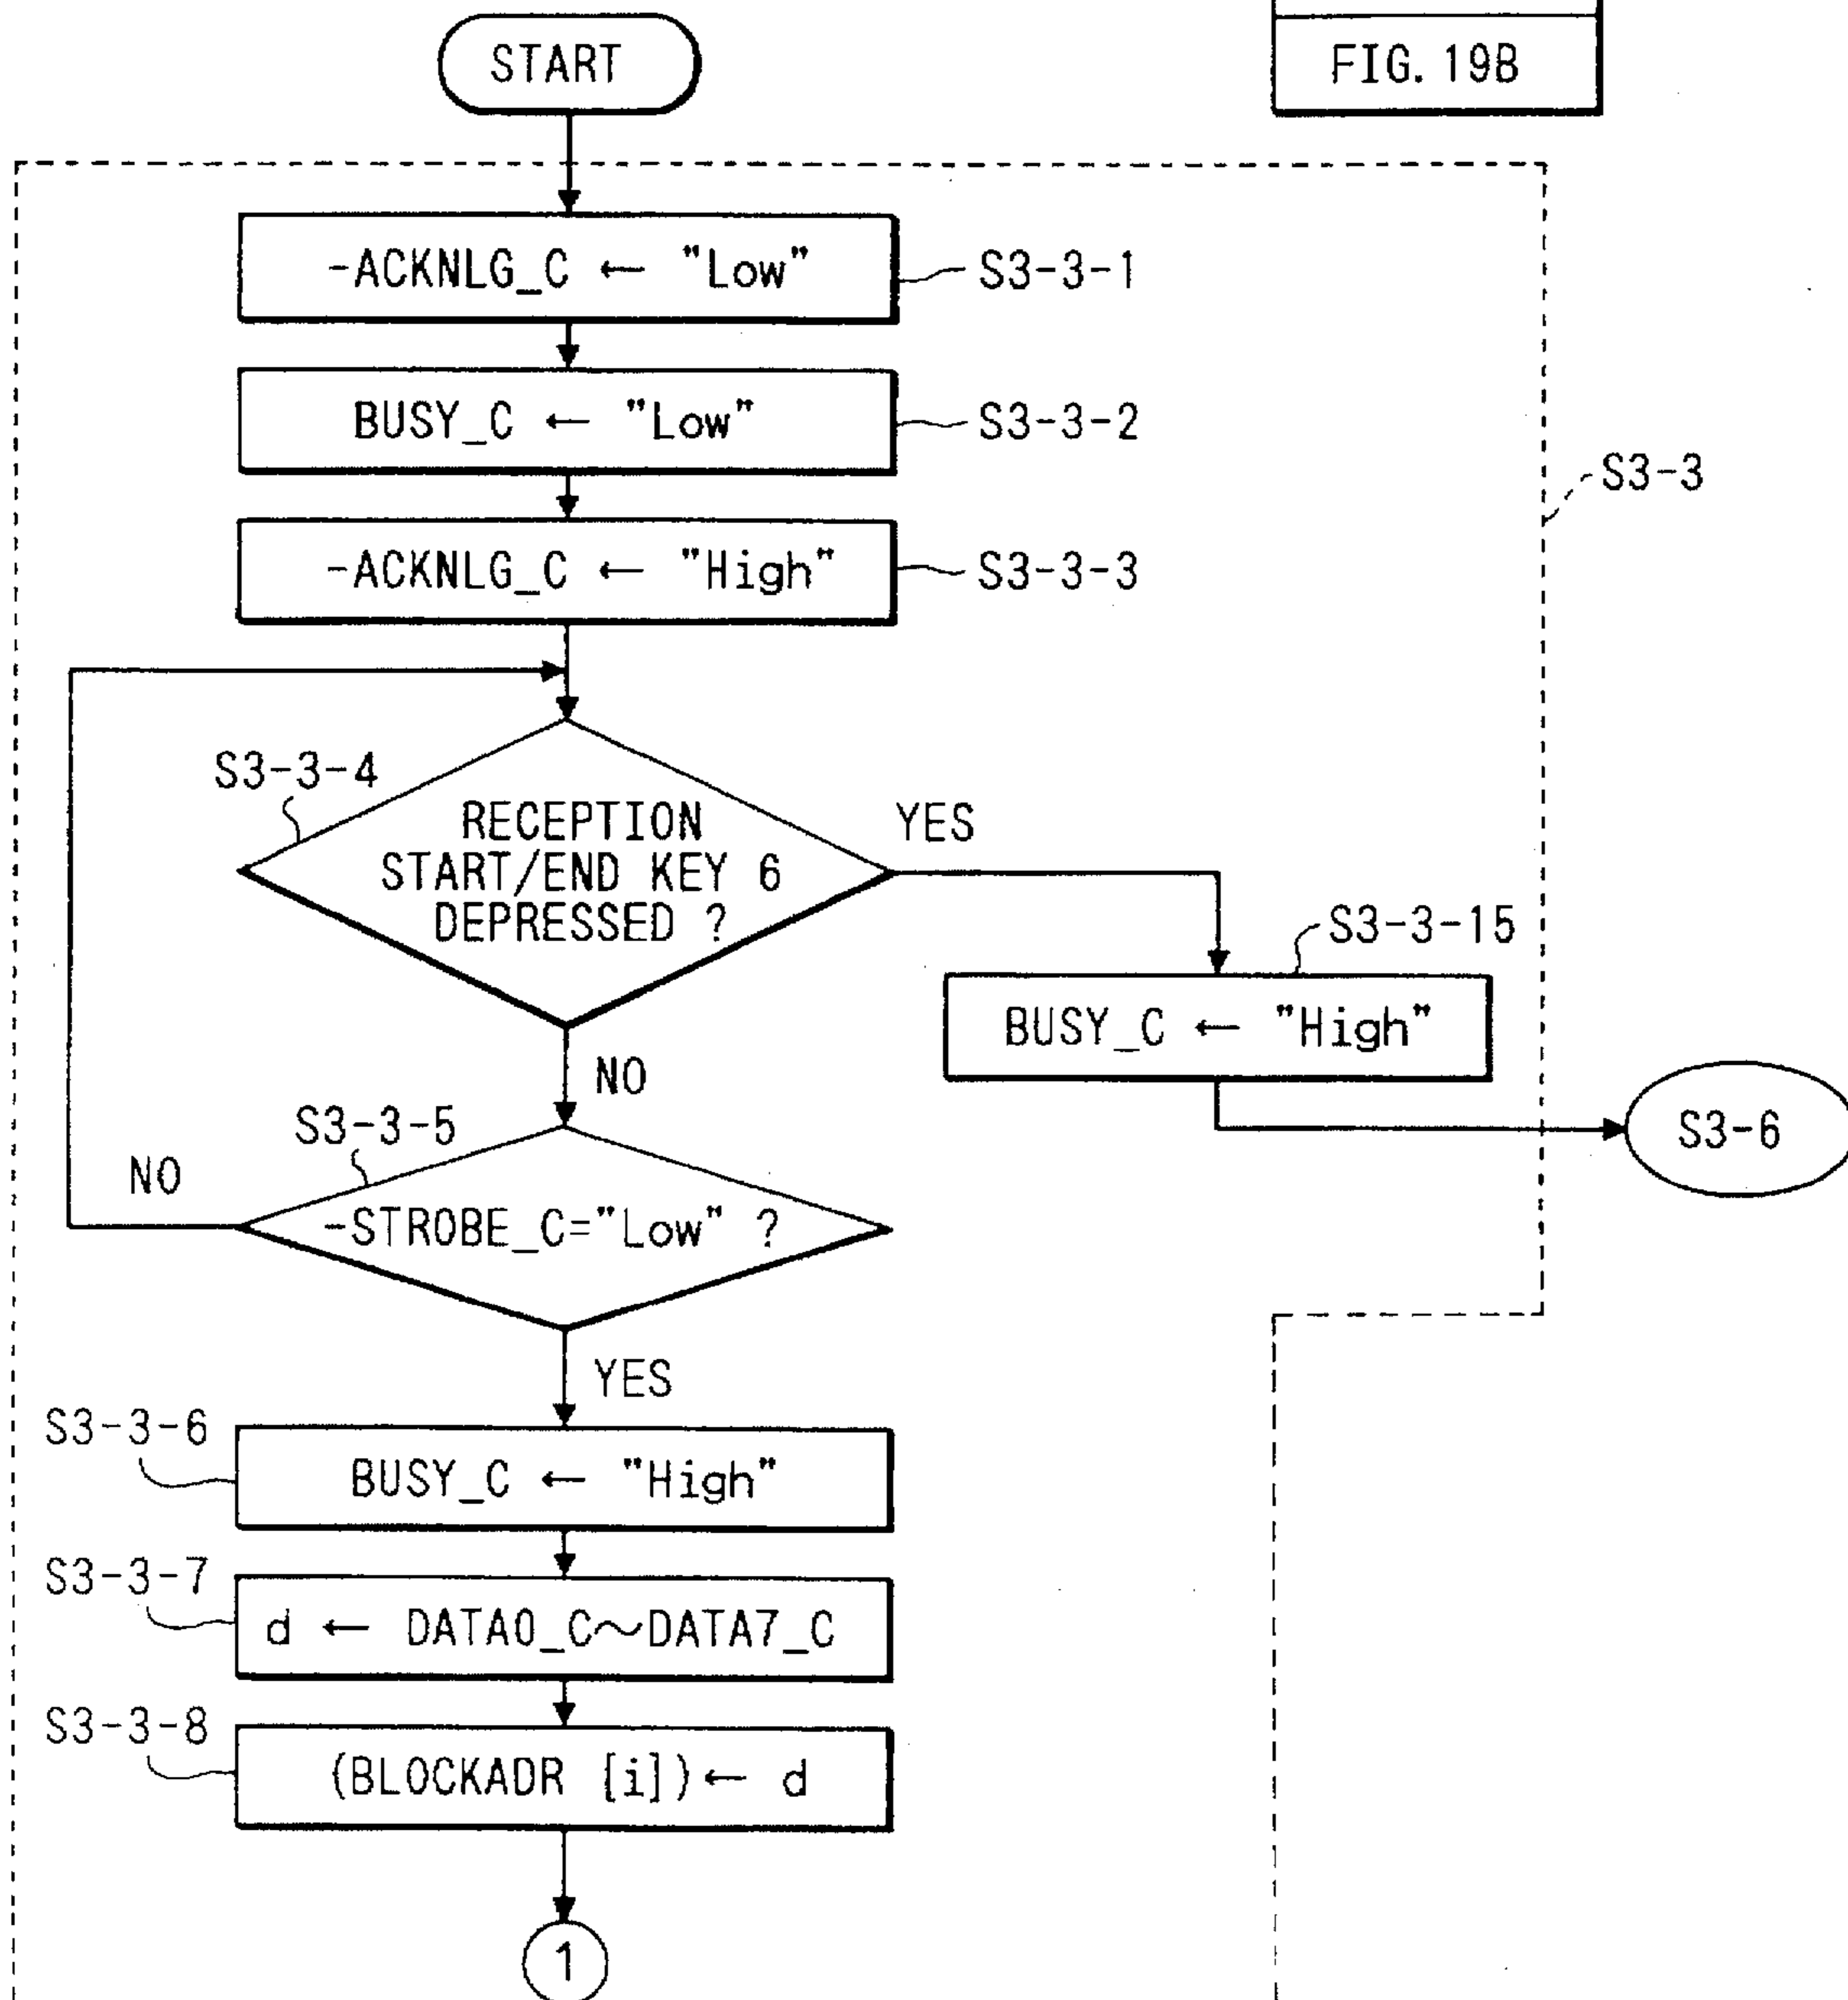 FIG. 19B
START
-ACKNLG_C ← "Low"
S3-3-1
BUSY_C ← "Low"
S3-3-2
S3-3
-ACKNLG_C ← "High"
S3-3-3
S3-3-4
RECEPTION
START/END KEY 6
DEPRESSED ?
YES
S3-3-15
BUSY_C ← "High"
NO
S3-6
S3-3-5
NO
-STROBE_C="Low" ?
YES
S3-3-6
BUSY_C ← "High"
S3-3-7
d ← DATA0_C~DATA7_C
S3-3-8
(BLOCKADR [i]) ← d
1